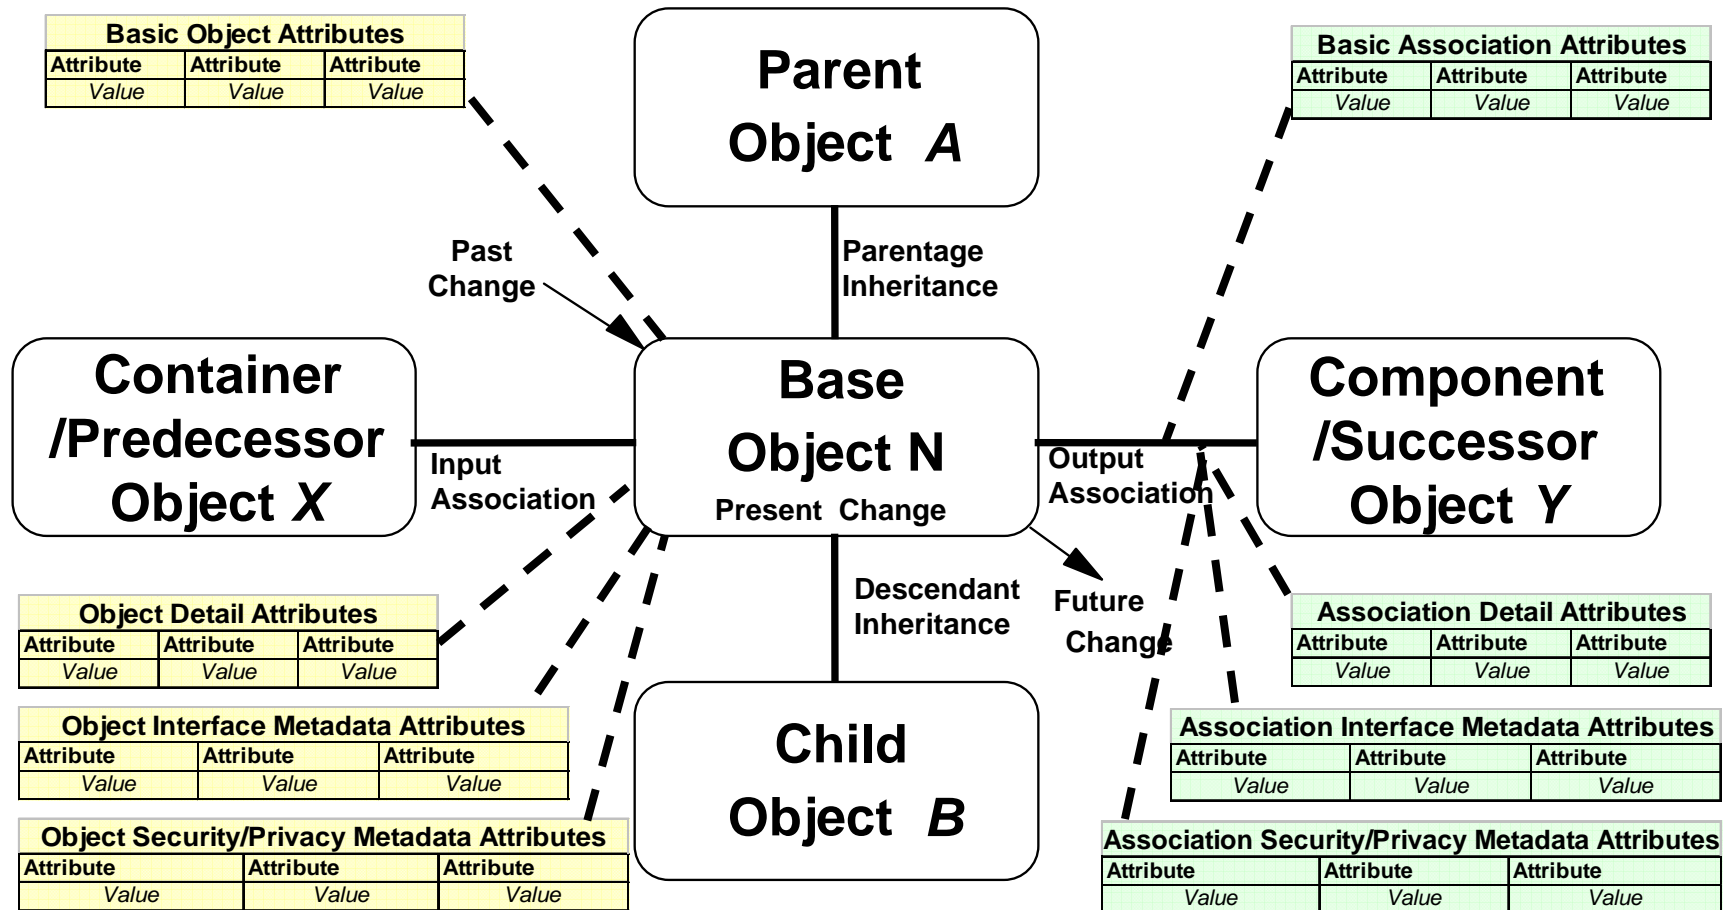 Basic Object Attributes
Attribute Attribute Attribute
Value Value Value
Parent
Object A
Basic Association Attributes
Attribute Attribute Attribute
Value Value Value
Past
Change
Parentage
Inheritance
Container
/Predecessor
Object X
Input
Association
Base
Object N
Present Change
Output
Association
Component
/Successor
Object Y
Descendant
Inheritance
Future
Change
Object Detail Attributes
Attribute Attribute Attribute
Value Value Value
Object Interface Metadata Attributes
Attribute Attribute Attribute
Value Value Value
Object Security/Privacy Metadata Attributes
Attribute Attribute Attribute
Value Value Value
Child
Object B
Association Detail Attributes
Attribute Attribute Attribute
Value Value Value
Association Interface Metadata Attributes
Attribute Attribute Attribute
Value Value Value
Association Security/Privacy Metadata Attributes
Attribute Attribute Attribute
Value Value Value